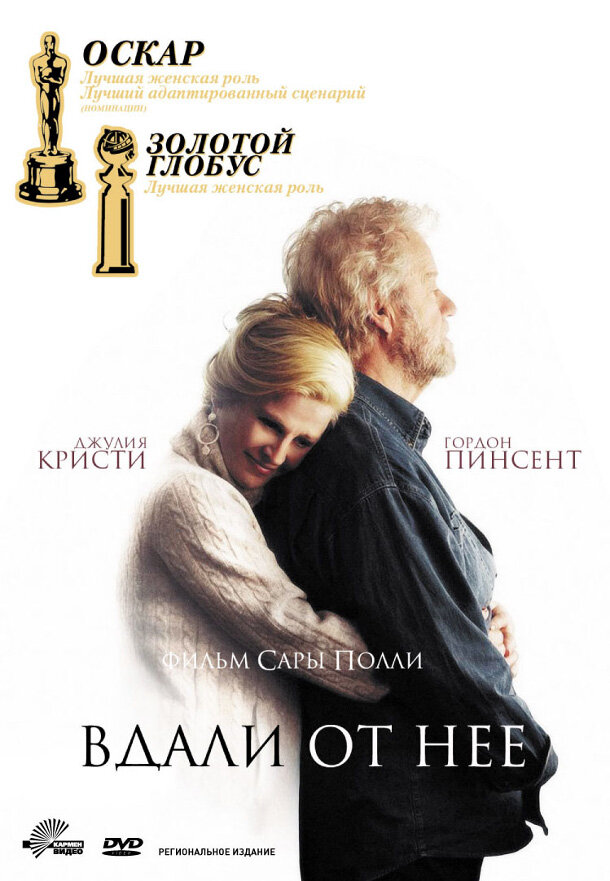 ОСКАР
Лучшая женская роль
Лучший адаптированный сценарий
(НОМИНАЦИИ)
ЗОЛОТОЙ
ГЛОБУС
Лучшая женская роль
ДЖУЛИЯ
КРИСТИ
ГОРДОН
ПИНСЕНТ
ФИЛЬМ САРЫ ПОЛЛИ
ВДАЛИ ОТ НЕЕ
КАРМЕН
ВИДЕО
DVD
VIDEO
РЕГИОНАЛЬНОЕ ИЗДАНИЕ